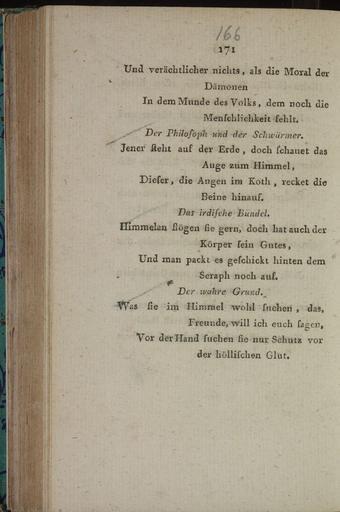 166
171
Und verächtlicher nichts, als die Moral der
Dämonen
In dem Munde des Volks, dem noch die
Menſchlichkeit fehlt.
Der Philoſoph und der Schwärmer.
Jener ſteht auf der Erde, doch ſchauet das
Auge zum Himmel,
Dieſer, die Augen im Koth, recket die
Beine hinauf.
Das irdiſche Bündel.
Himmelan flögen ſie gern, doch hat auch der
Körper ſein Gutes,
Und man packt es geſchickt hinten dem
Seraph noch auf.
Der wahre Grund.
Was ſie im Himmel wohl ſuchen, das,
Freunde, will ich euch ſagen,
Vor der Hand ſuchen ſie nur Schutz vor
der hölliſchen Glut.